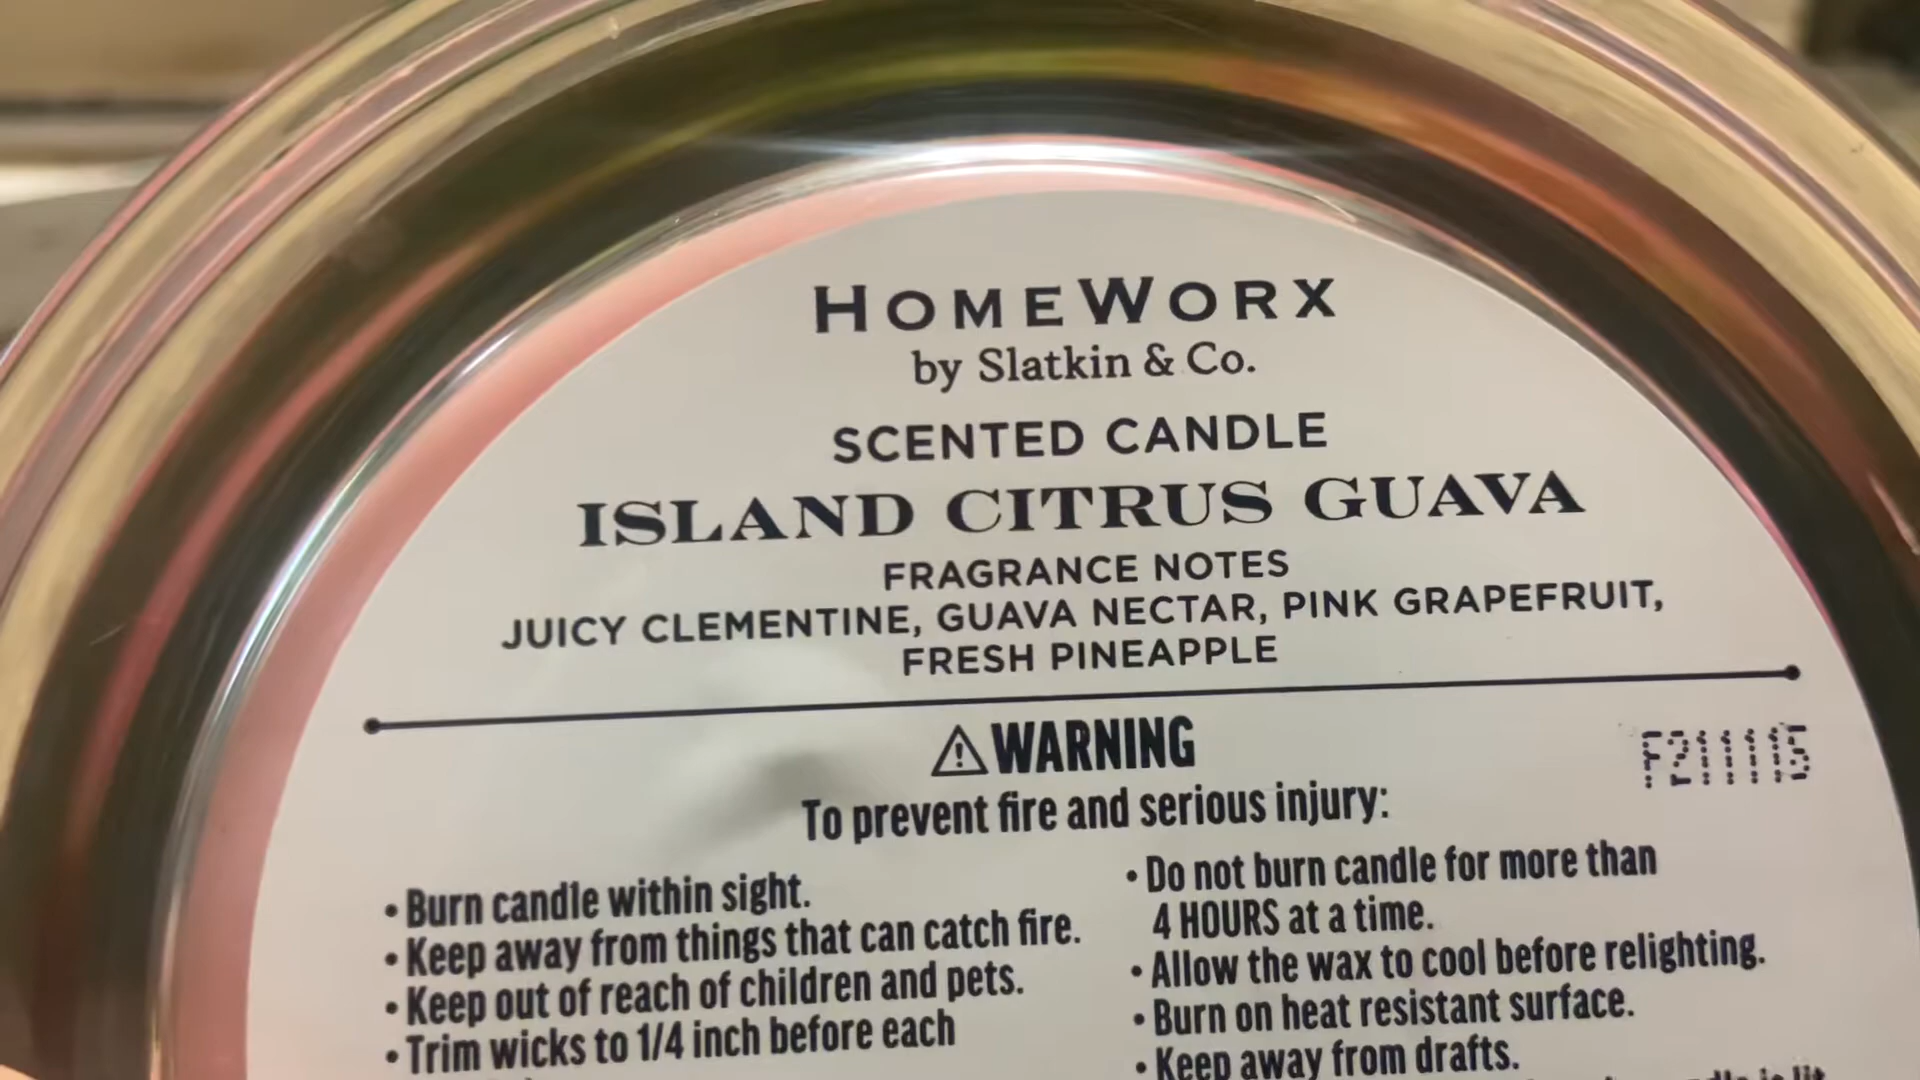 HOMEWORX
by Slatkin & Co.
SCENTED CANDLE
ISLAND CITRUS GUAVA
FRAGRANCE NOTES
JUICY CLEMENTINE, GUAVA NECTAR, PINK GRAPEFRUIT,
FRESH PINEAPPLE
WARNING
F211115
To prevent fire and serious injury:
• Burn candle within sight.
• Keep away from things that can catch fire.
• Keep out of reach of children and pets.
• Trim wicks to 1/4 inch before each
• Do not burn candle for more than
4 HOURS at a time.
• Allow the wax to cool before relighting.
• Burn on heat resistant surface.
• Keep away from drafts.